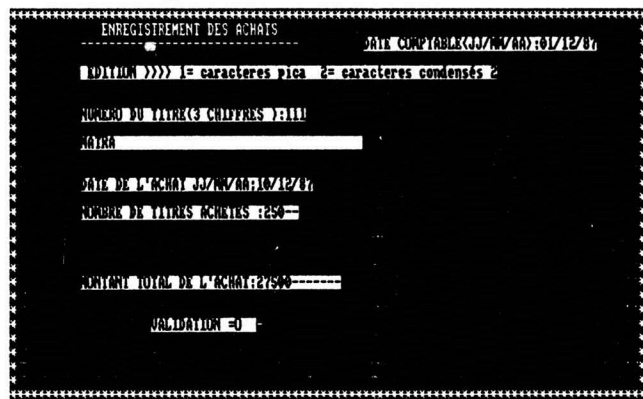 ENREGISTREMENT DES ACHATS
DATE COMPTABLE(JJ/MM/AA):01/12/87
EDITION >>>> 1= caracteres pica 2= caracteres condensés 2
NUMERO DU TITRE(3 CHIFFRES ):111
MATRA
DATE DE L'ACHAT JJ/MM/AA:10/12/87
NOMBRE DE TITRES ACHETES :250--
MONTANT TOTAL DE L'ACHAT:27500-------
VALIDATION =O -